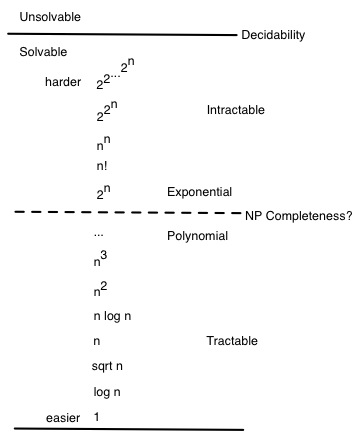 Unsolvable
Decidability
Solvable
harder 2^2^...^2^n
2^2^n Intractable
n^n
n!
2^n Exponential
NP Completeness?
... Polynomial
n^3
n^2
n log n
n Tractable
sqrt n
log n
easier 1